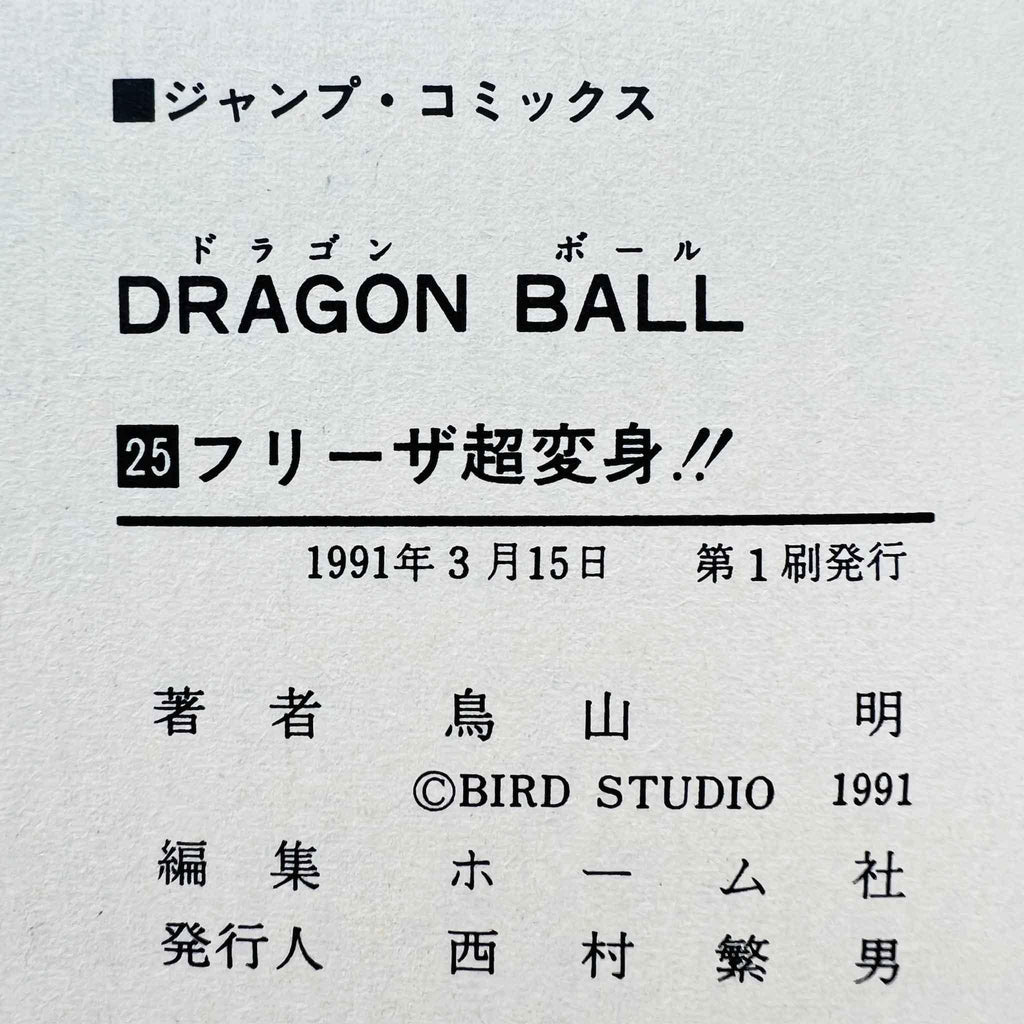 ■ジャンプ・コミックス
ドラゴン ボール
DRAGON BALL
25 フリーザ超変身!!
1991年3月15日 第1刷発行
著者 鳥山 明
©BIRD STUDIO 1991
編集 ホーム社
発行人 西村繁男